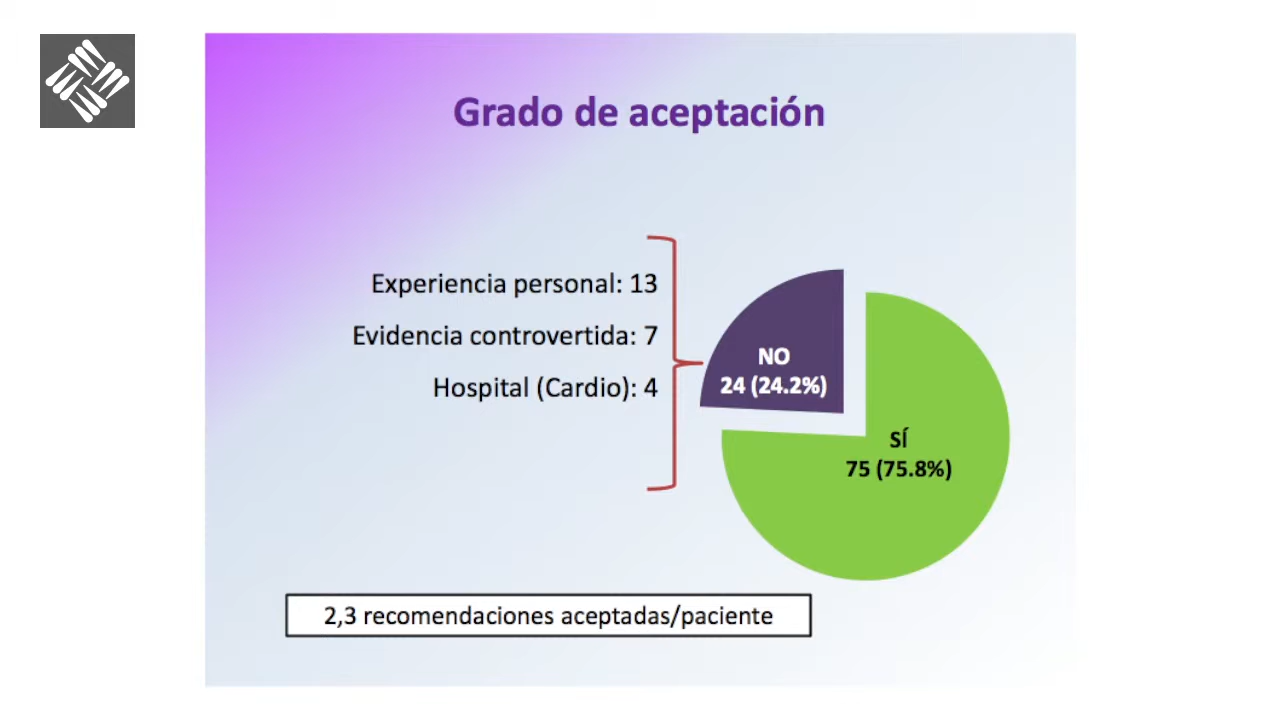 Grado de aceptación
Experiencia personal: 13
Evidencia controvertida: 7
Hospital (Cardio): 4
NO
24 (24.2%)
SÍ
75 (75.8%)
2,3 recomendaciones aceptadas/paciente